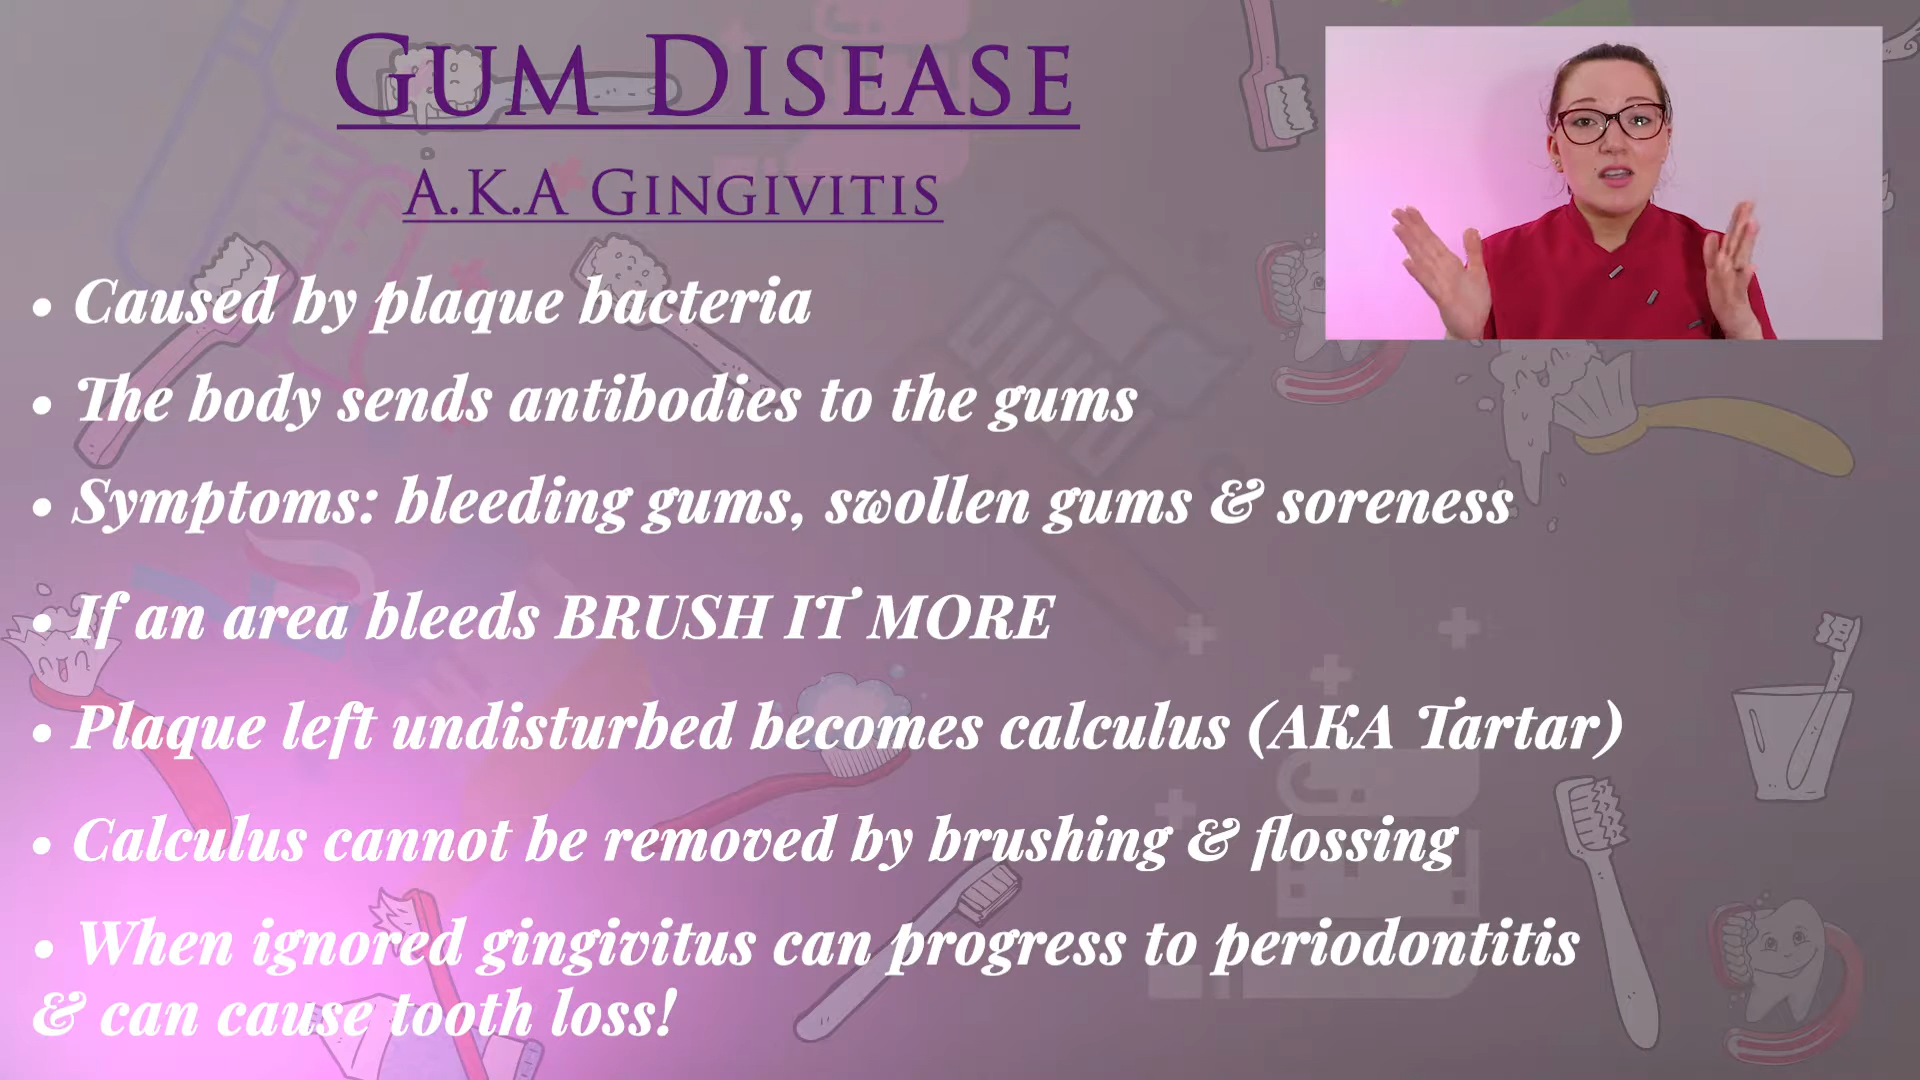 Gum Disease
A.K.A Gingivitis
• Caused by plaque bacteria
• The body sends antibodies to the gums
• Symptoms: bleeding gums, swollen gums & soreness
• If an area bleeds BRUSH IT MORE
• Plaque left undisturbed becomes calculus (AKA Tartar)
• Calculus cannot be removed by brushing & flossing
• When ignored gingivitus can progress to periodontitis
& can cause tooth loss!